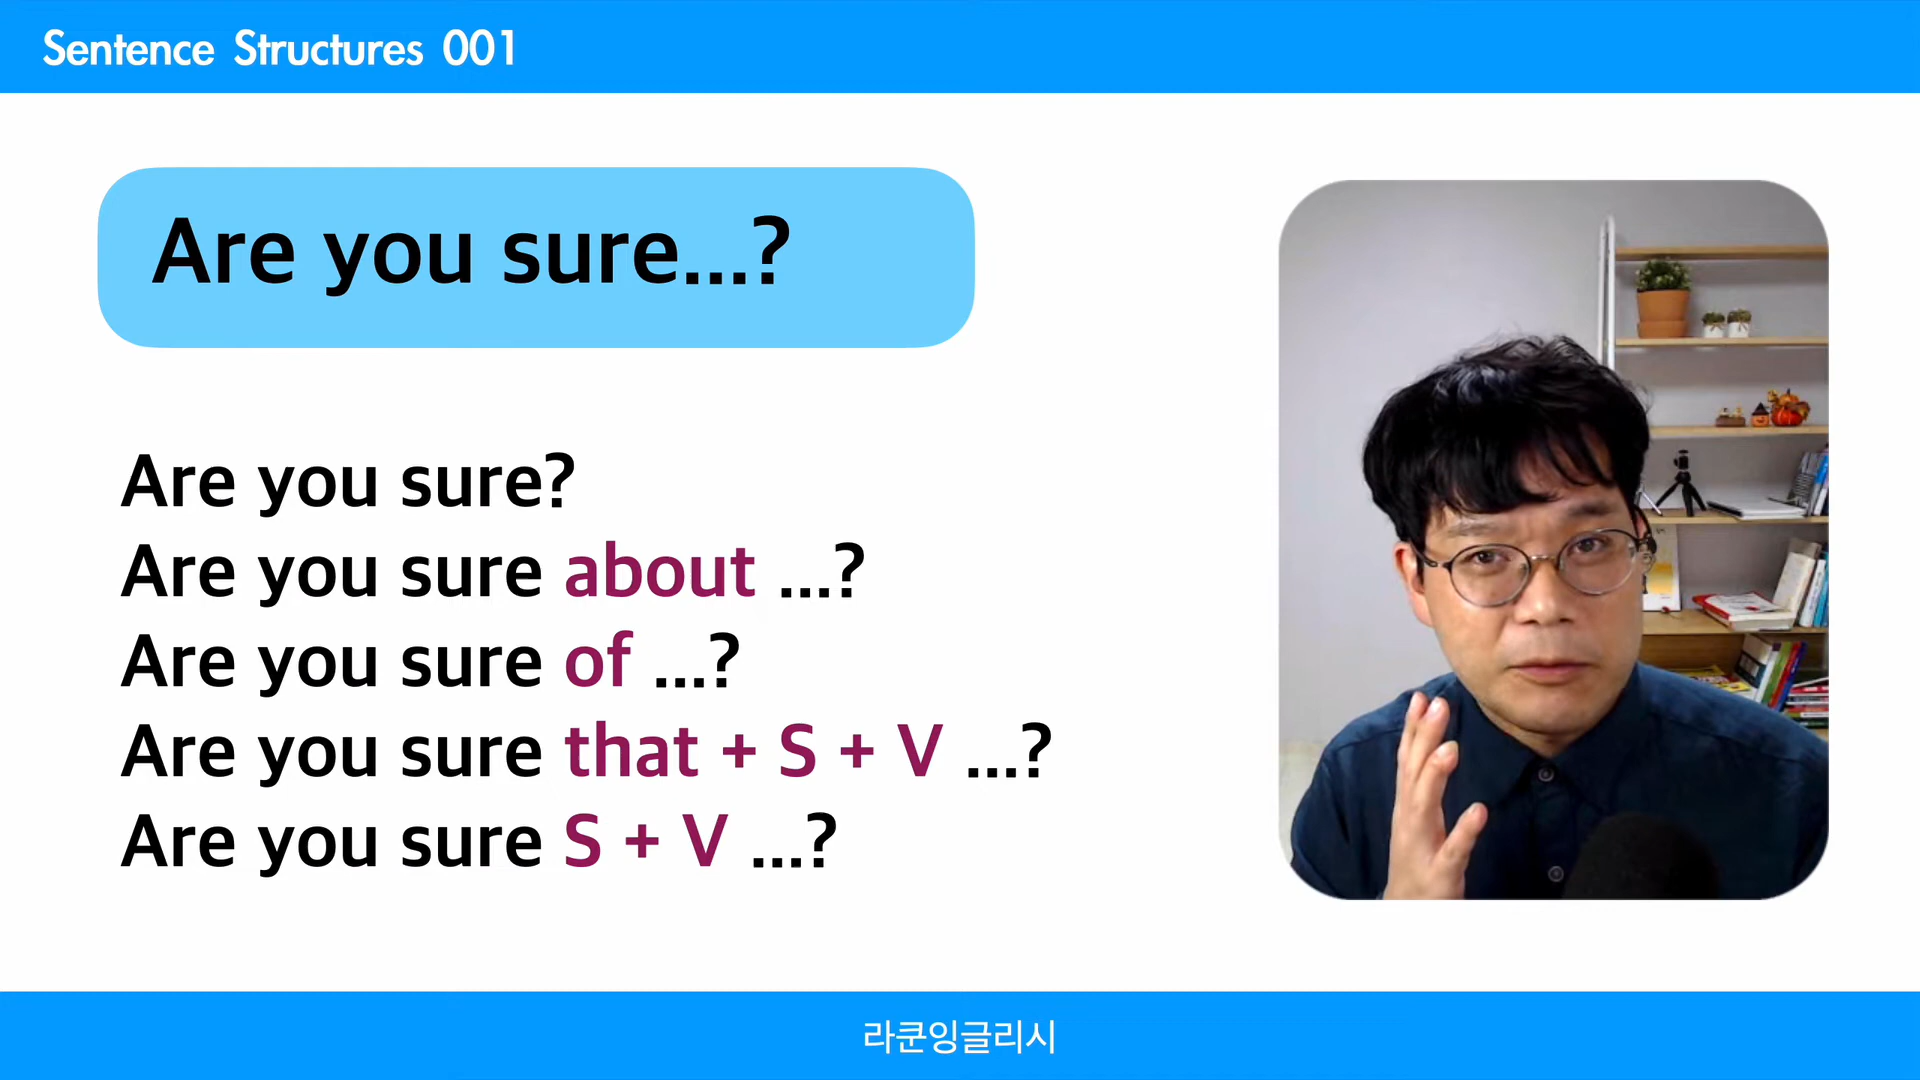 Sentence Structures 001
Are you sure...?
Are you sure?
Are you sure about ...?
Are you sure of ...?
Are you sure that + S + V ...?
Are you sure S + V ...?
라쿤잉글리시